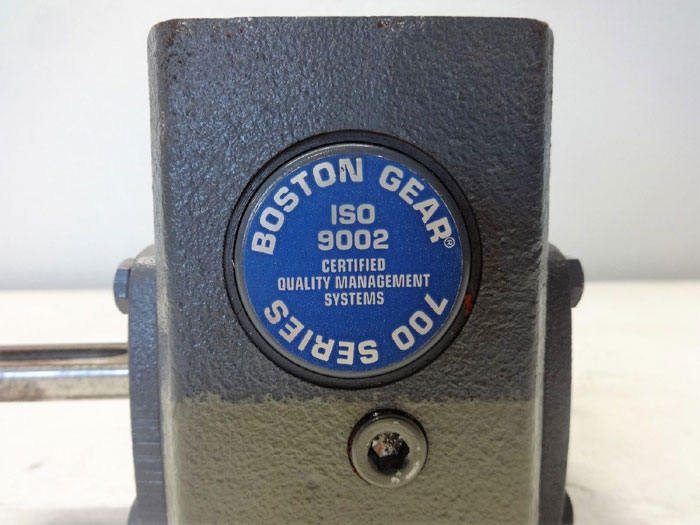 BOSTON GEAR®
ISO
9002
CERTIFIED
QUALITY MANAGEMENT
SYSTEMS
700 SERIES